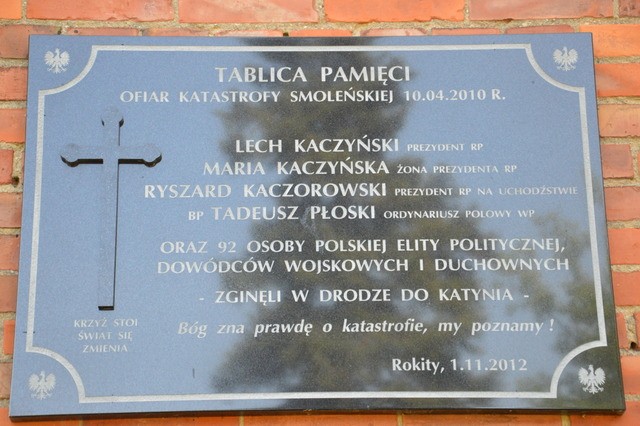 TABLICA PAMIĘCI
OFIAR KATASTROFY SMOLEŃSKIEJ 10.04.2010 R.
LECH KACZYŃSKI PREZYDENT RP
MARIA KACZYŃSKA ŻONA PREZYDENTA RP
RYSZARD KACZOROWSKI PREZYDENT RP NA UCHODŹSTWIE
BP TADEUSZ PŁOSKI ORDYNARIUSZ POLOWY WP
ORAZ 92 OSOBY POLSKIEJ ELITY POLITYCZNEJ,
DOWÓDCÓW WOJSKOWYCH I DUCHOWNYCH
- ZGINĘLI W DRODZE DO KATYNIA -
Bóg zna prawdę o katastrofie, my poznamy !
Rokity, 1.11.2012
KRZYŻ STOI
ŚWIAT SIĘ
ZMIENIA